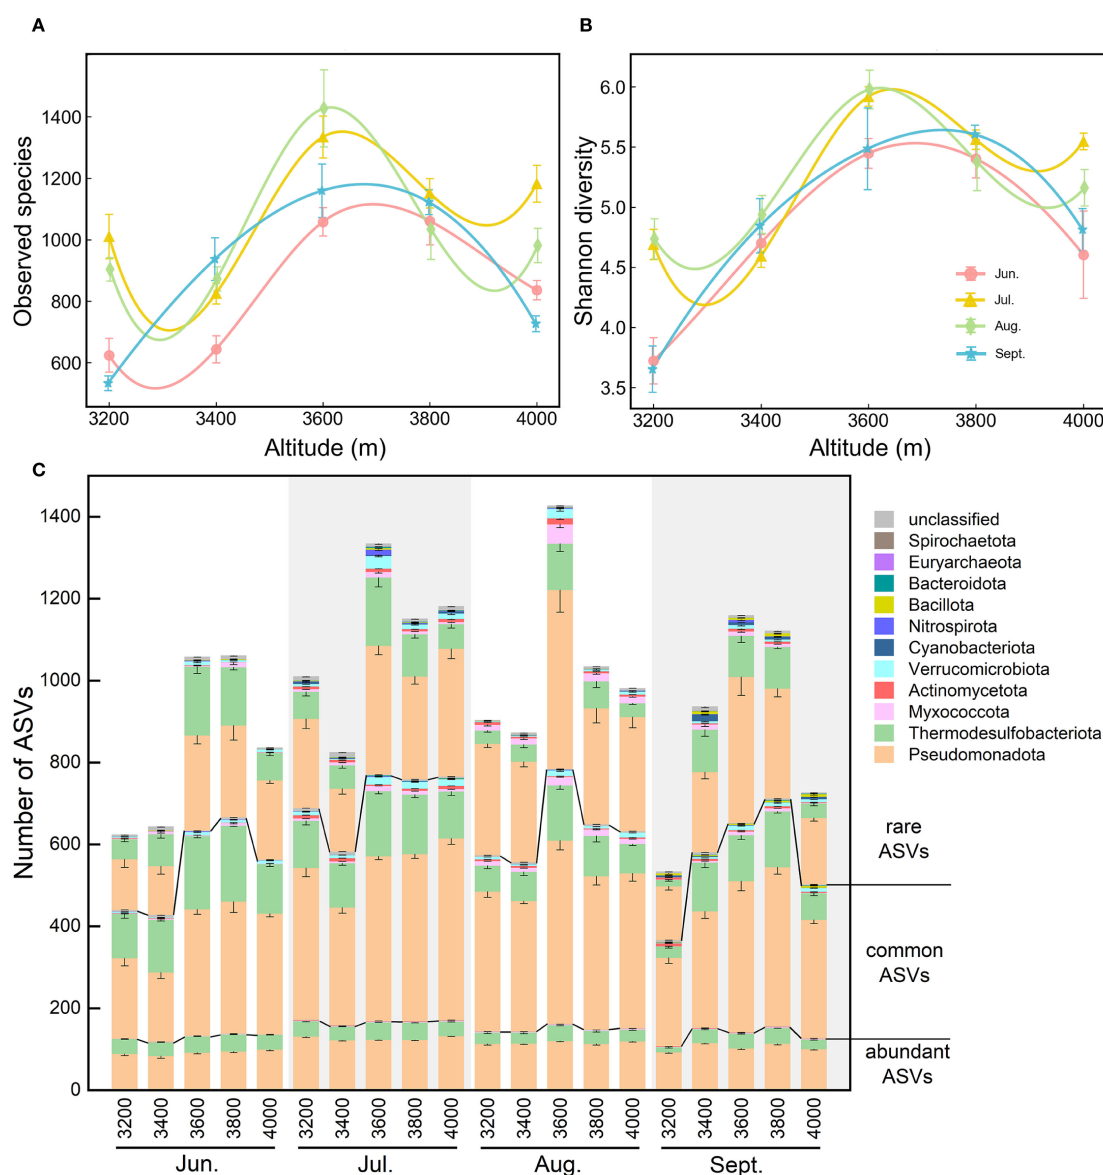 A
B
1400
1200
1000
800
600
Observed species
3200
3400
3600
3800
4000
Altitude (m)
6.0
5.5
5.0
4.5
4.0
3.5
Shannon diversity
Jun.
Jul.
Aug.
Sept.
3200
3400
3600
3800
4000
Altitude (m)
C
1400
1200
1000
800
600
400
200
0
Number of ASVs
unclassified
Spirochaetota
Euryarchaeota
Bacteroidota
Bacillota
Nitrospirota
Cyanobacteriota
Verrucomicrobiota
Actinomycetota
Myxococcota
Thermodesulfobacteriota
Pseudomonadota
rare
ASVs
common
ASVs
abundant
ASVs
3200
3400
3600
3800
4000
3200
3400
3600
3800
4000
3200
3400
3600
3800
4000
3200
3400
3600
3800
4000
Jun.
Jul.
Aug.
Sept.